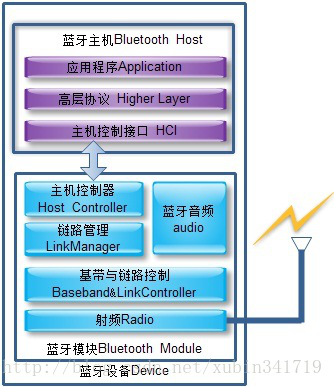 蓝牙主机Bluetooth Host
应用程序Application
高层协议 Higher Layer
主机控制接口 HCI
主机控制器
Host Controller
链路管理
LinkManager
蓝牙音频
audio
基带与链路控制
Baseband&LinkController
射频Radio
蓝牙模块Bluetooth Module
蓝牙设备Device